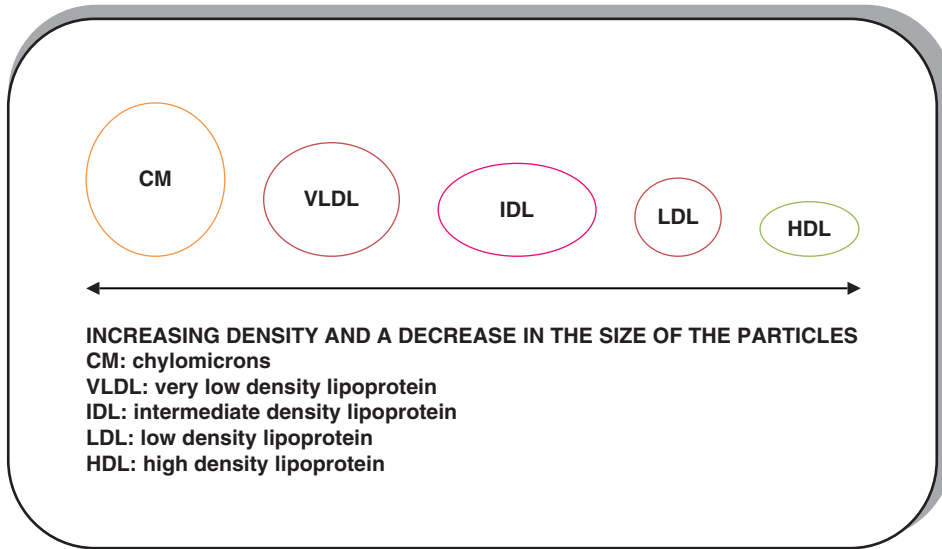 CM
VLDL
IDL
LDL
HDL
INCREASING DENSITY AND A DECREASE IN THE SIZE OF THE PARTICLES
CM: chylomicrons
VLDL: very low density lipoprotein
IDL: intermediate density lipoprotein
LDL: low density lipoprotein
HDL: high density lipoprotein